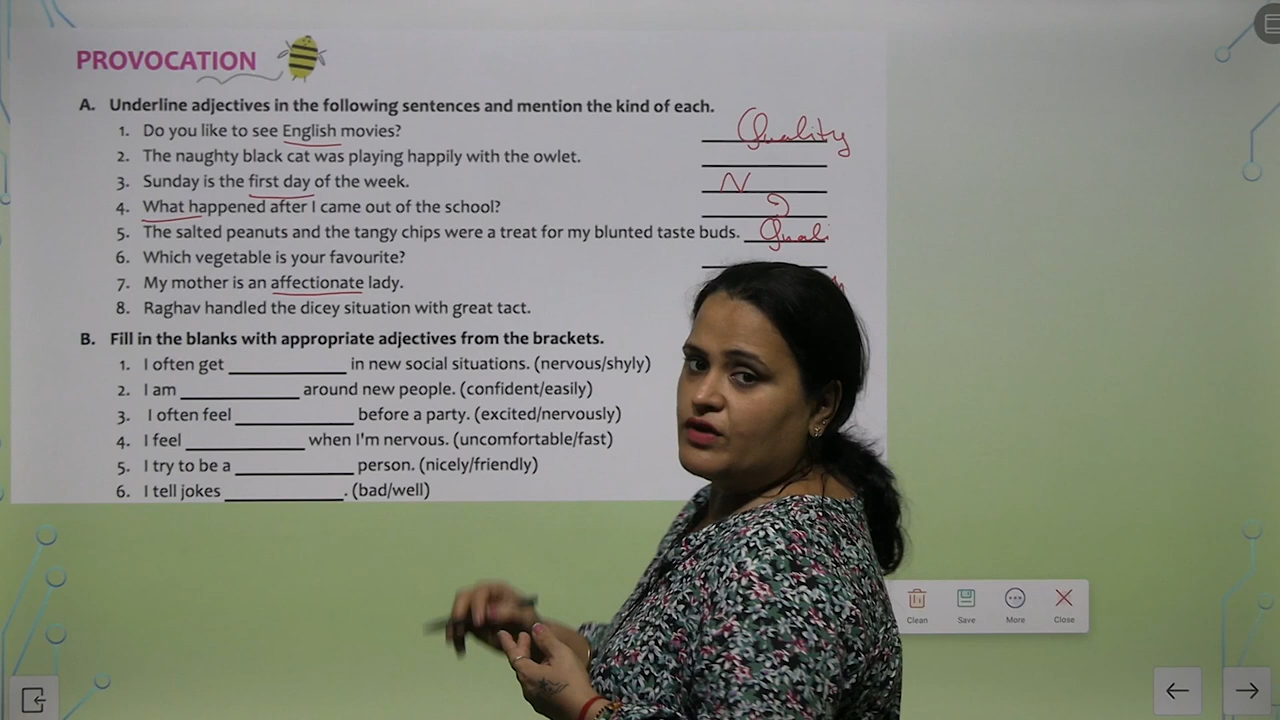 PROVOCATION
A. Underline adjectives in the following sentences and mention the kind of each.
1. Do you like to see English movies? Quality
2. The naughty black cat was playing happily with the owlet.
3. Sunday is the first day of the week. N
4. What happened after I came out of the school?
5. The salted peanuts and the tangy chips were a treat for my blunted taste buds. Quali
6. Which vegetable is your favourite?
7. My mother is an affectionate lady.
8. Raghav handled the dicey situation with great tact.
B. Fill in the blanks with appropriate adjectives from the brackets.
1. I often get ____________ in new social situations. (nervous/shyly)
2. I am ____________ around new people. (confident/easily)
3. I often feel ____________ before a party. (excited/nervously)
4. I feel ____________ when I'm nervous. (uncomfortable/fast)
5. I try to be a ____________ person. (nicely/friendly)
6. I tell jokes ____________. (bad/well)
Clean Save More Close